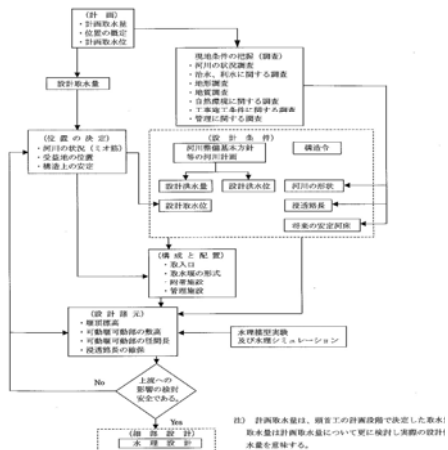 (計 画)
・計画取水量
・位置の概定
・計画取水位
設計取水量
現地条件の把握(調査)
・河川の状況調査
・治水、利水に関する調査
・地形調査
・地質調査
・自然環境に関する調査
・工事施工条件に関する調査
・管理に関する調査
(位置の決定)
・河川の状況(ミオ筋)
・受益地の位置
・構造上の安定
(設 計 条 件)
河川整備基本方針
等の河川計画
構造令
設計洪水量
設計洪水位
河川の形状
設計取水位
浸透路長
将来の安定河床
(構成と配置)
・取入口
・取水堰の形式
・附帯施設
・管理施設
(設 計 諸 元)
・堰頂標高
・可動堰可動部の敷高
・可動堰可動部の径間長
・浸透路長の確保
水理模型実験
及び水理シミュレーション
No
上流への
影響の検討
安全である。
Yes
(細 部 設 計)
水 理 設 計
注) 計画取水量は、頭首工の計画段階で決定した取水
取水量は計画取水量について更に検討し実際の設計
水量を意味する。